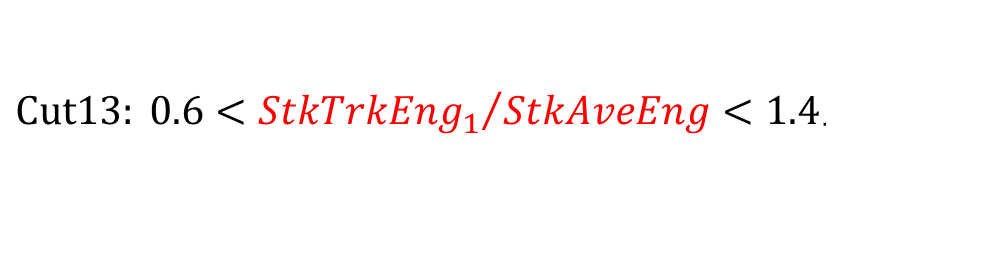 Cut13: 0.6 < StkTrkEng₁/StkAveEng < 1.4.